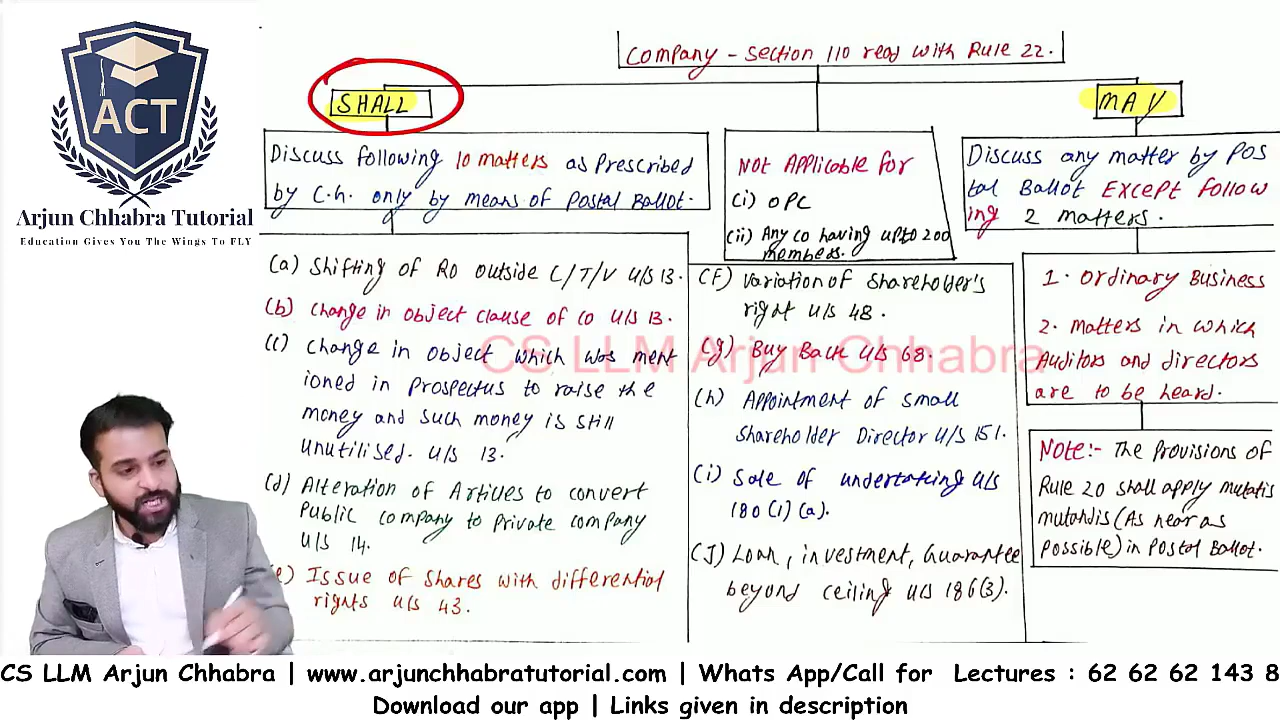 ACT
Arjun Chhabra Tutorial
Education Gives You The Wings To FLY
Company - Section 110 read with Rule 22.
SHALL
Discuss following 10 matters as Prescribed
by C.G. only by means of Postal Ballot.
(a) Shifting of RO outside C/T/V u/s 13.
(b) Change in object clause of co u/s 13.
(c) Change in object which was ment
ioned in Prospectus to raise the
money and such money is still
unutilised. u/s 13.
(d) Alteration of Articles to convert
Public company to Private company
u/s 14.
e) Issue of shares with differential
rights u/s 43.
Not Applicable for
(i) OPC
(ii) Any co having upto 200
members.
(f) Variation of Shareholder's
right u/s 48.
(g) Buy Back u/s 68.
(h) Appointment of small
Shareholder Director u/s 151.
(i) Sale of undertaking u/s
180(1)(a).
(J) Loan, investment, Guarantee
beyond ceiling u/s 186(3).
MAY
Discuss any matter by Pos
tal Ballot Except follow
ing 2 matters.
1. Ordinary Business
2. Matters in which
Auditors and directors
are to be heard.
Note:- The Provisions of
Rule 20 shall apply mutatis
mutandis (As near as
possible) in Postal Ballot.
CS LLM Arjun Chhabra
CS LLM Arjun Chhabra | www.arjunchhabratutorial.com | Whats App/Call for Lectures : 62 62 62 143 8
Download our app | Links given in description